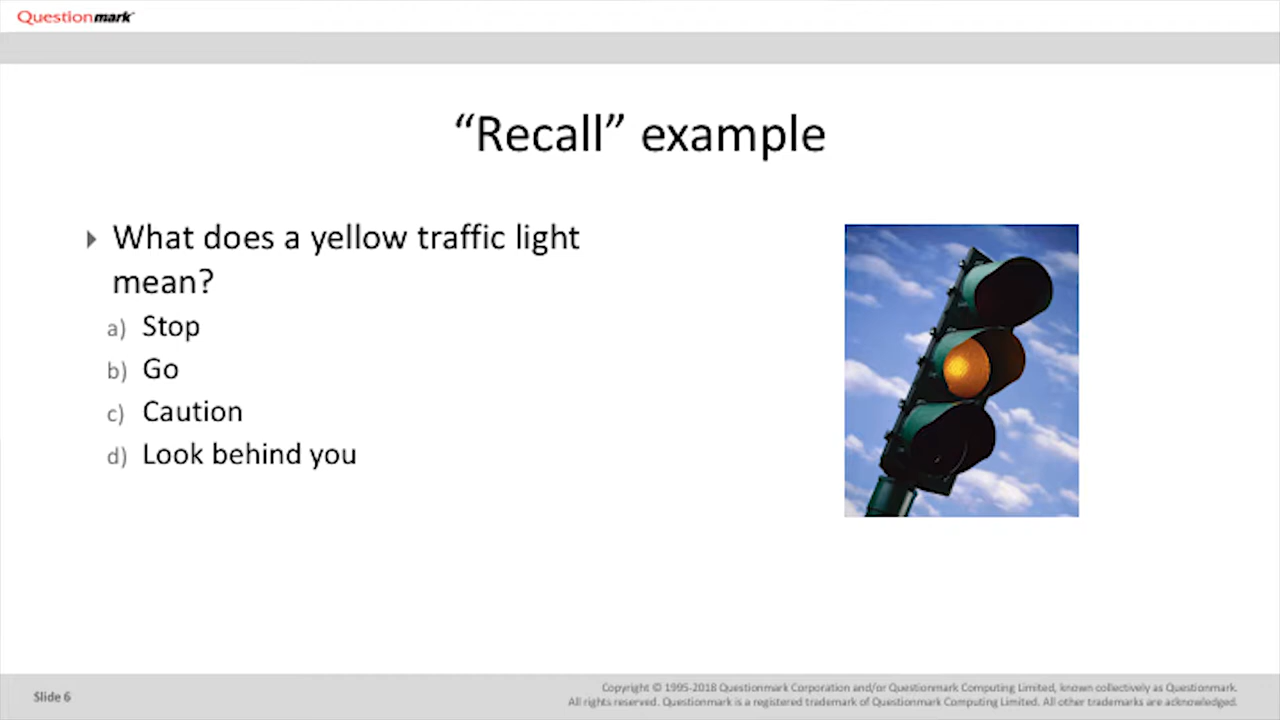 Questionmark
“Recall” example
What does a yellow traffic light
mean?
a) Stop
b) Go
c) Caution
d) Look behind you
Slide 6
Copyright © 1995-2018 Questionmark Corporation and/or Questionmark Computing Limited, known collectively as Questionmark.
All rights reserved. Questionmark is a registered trademark of Questionmark Computing Limited. All other trademarks are acknowledged.